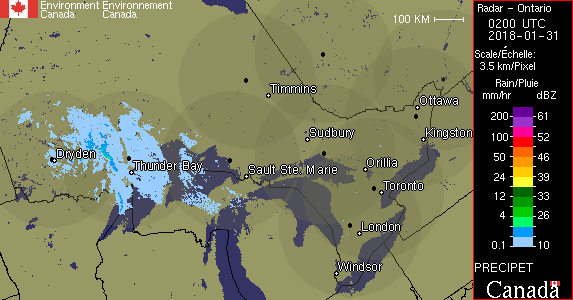 Environment Environnement
Canada Canada
100 KM
Timmins
Ottawa
Sudbury
Kingston
Dryden
Thunder Bay
Sault Ste. Marie
Orillia
Toronto
London
Windsor
Radar - Ontario
0200 UTC
2018-01-31
Scale/Échelle:
3.5 km/Pixel
Rain/Pluie
mm/hr dBZ
200 61
100 52
50 46
24 39
12 33
4 26
0.1 10
PRECIPET
Canada